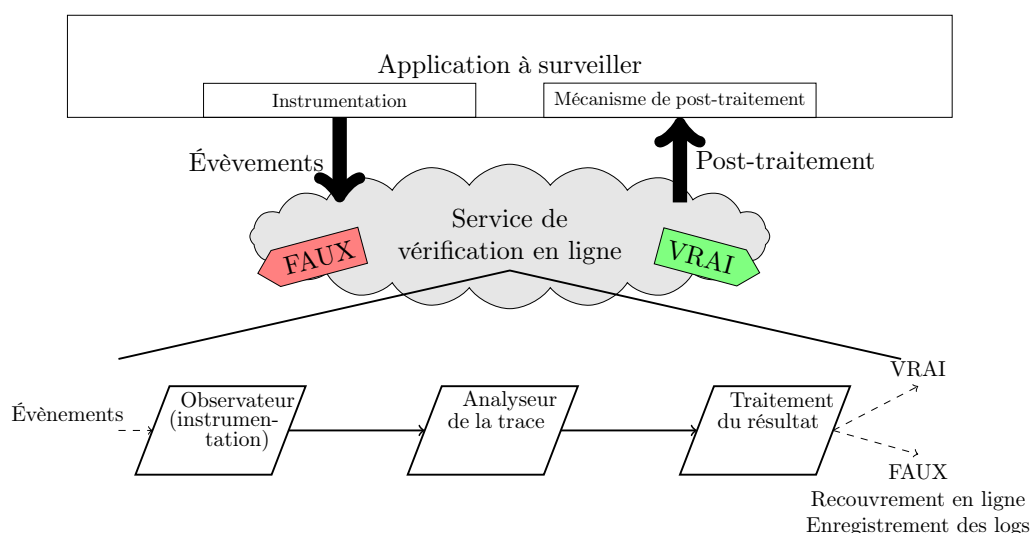 Application à surveiller
Instrumentation
Mécanisme de post-traitement
Évèvements
Post-traitement
Service de
vérification en ligne
FAUX
VRAI
Évènements
Observateur
(instrumen-
tation)
Analyseur
de la trace
Traitement
du résultat
VRAI
FAUX
Recouvrement en ligne
Enregistrement des logs